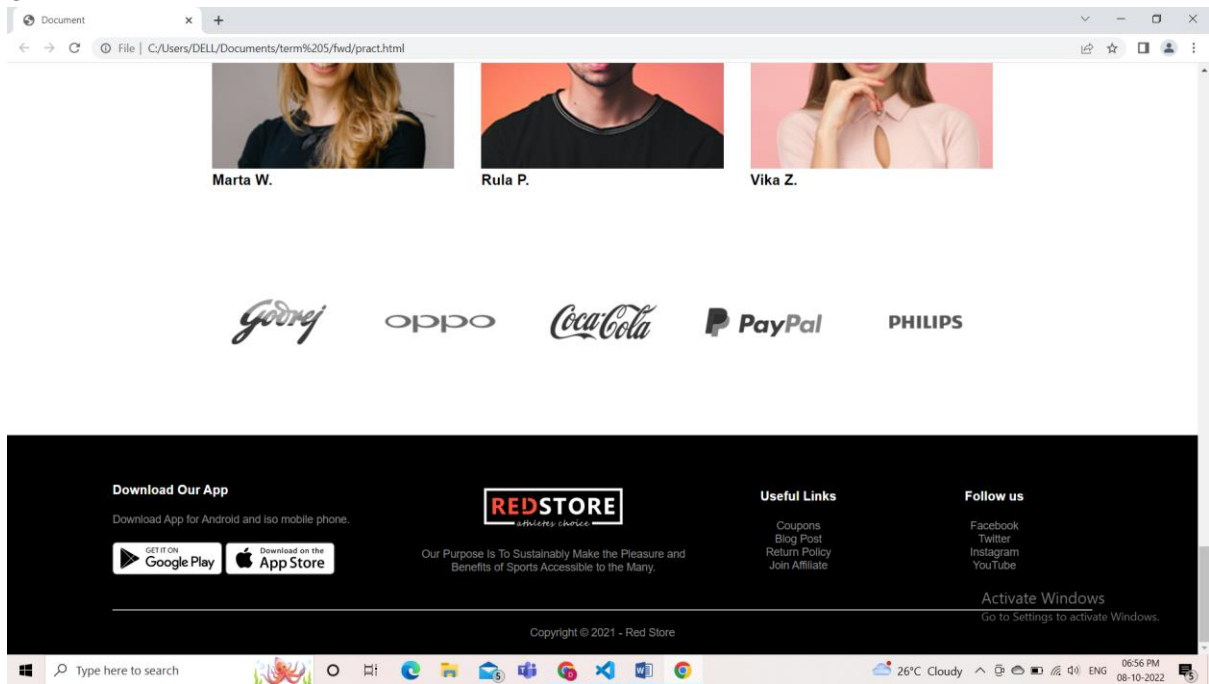 Document
File | C:/Users/DELL/Documents/term%205/fwd/pract.html
Marta W.
Rula P.
Vika Z.
Godrej
oppo
Coca-Cola
PayPal
PHILIPS
Download Our App
Download App for Android and iso mobile phone.
GET IT ON
Google Play
Download on the
App Store
REDSTORE
athletes choice
Our Purpose Is To Sustainably Make the Pleasure and
Benefits of Sports Accessible to the Many.
Useful Links
Coupons
Blog Post
Return Policy
Join Affiliate
Follow us
Facebook
Twitter
Instagram
YouTube
Activate Windows
Go to Settings to activate Windows.
Copyright © 2021 - Red Store
Type here to search
5
26°C Cloudy
ENG
06:56 PM
08-10-2022
5